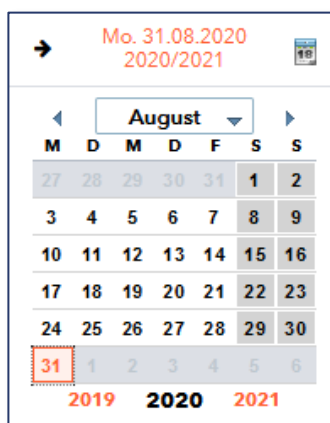 Mo. 31.08.2020
2020/2021
18
August
M D M D F S S
27 28 29 30 31 1 2
3 4 5 6 7 8 9
10 11 12 13 14 15 16
17 18 19 20 21 22 23
24 25 26 27 28 29 30
31 1 2 3 4 5 6
2019 2020 2021